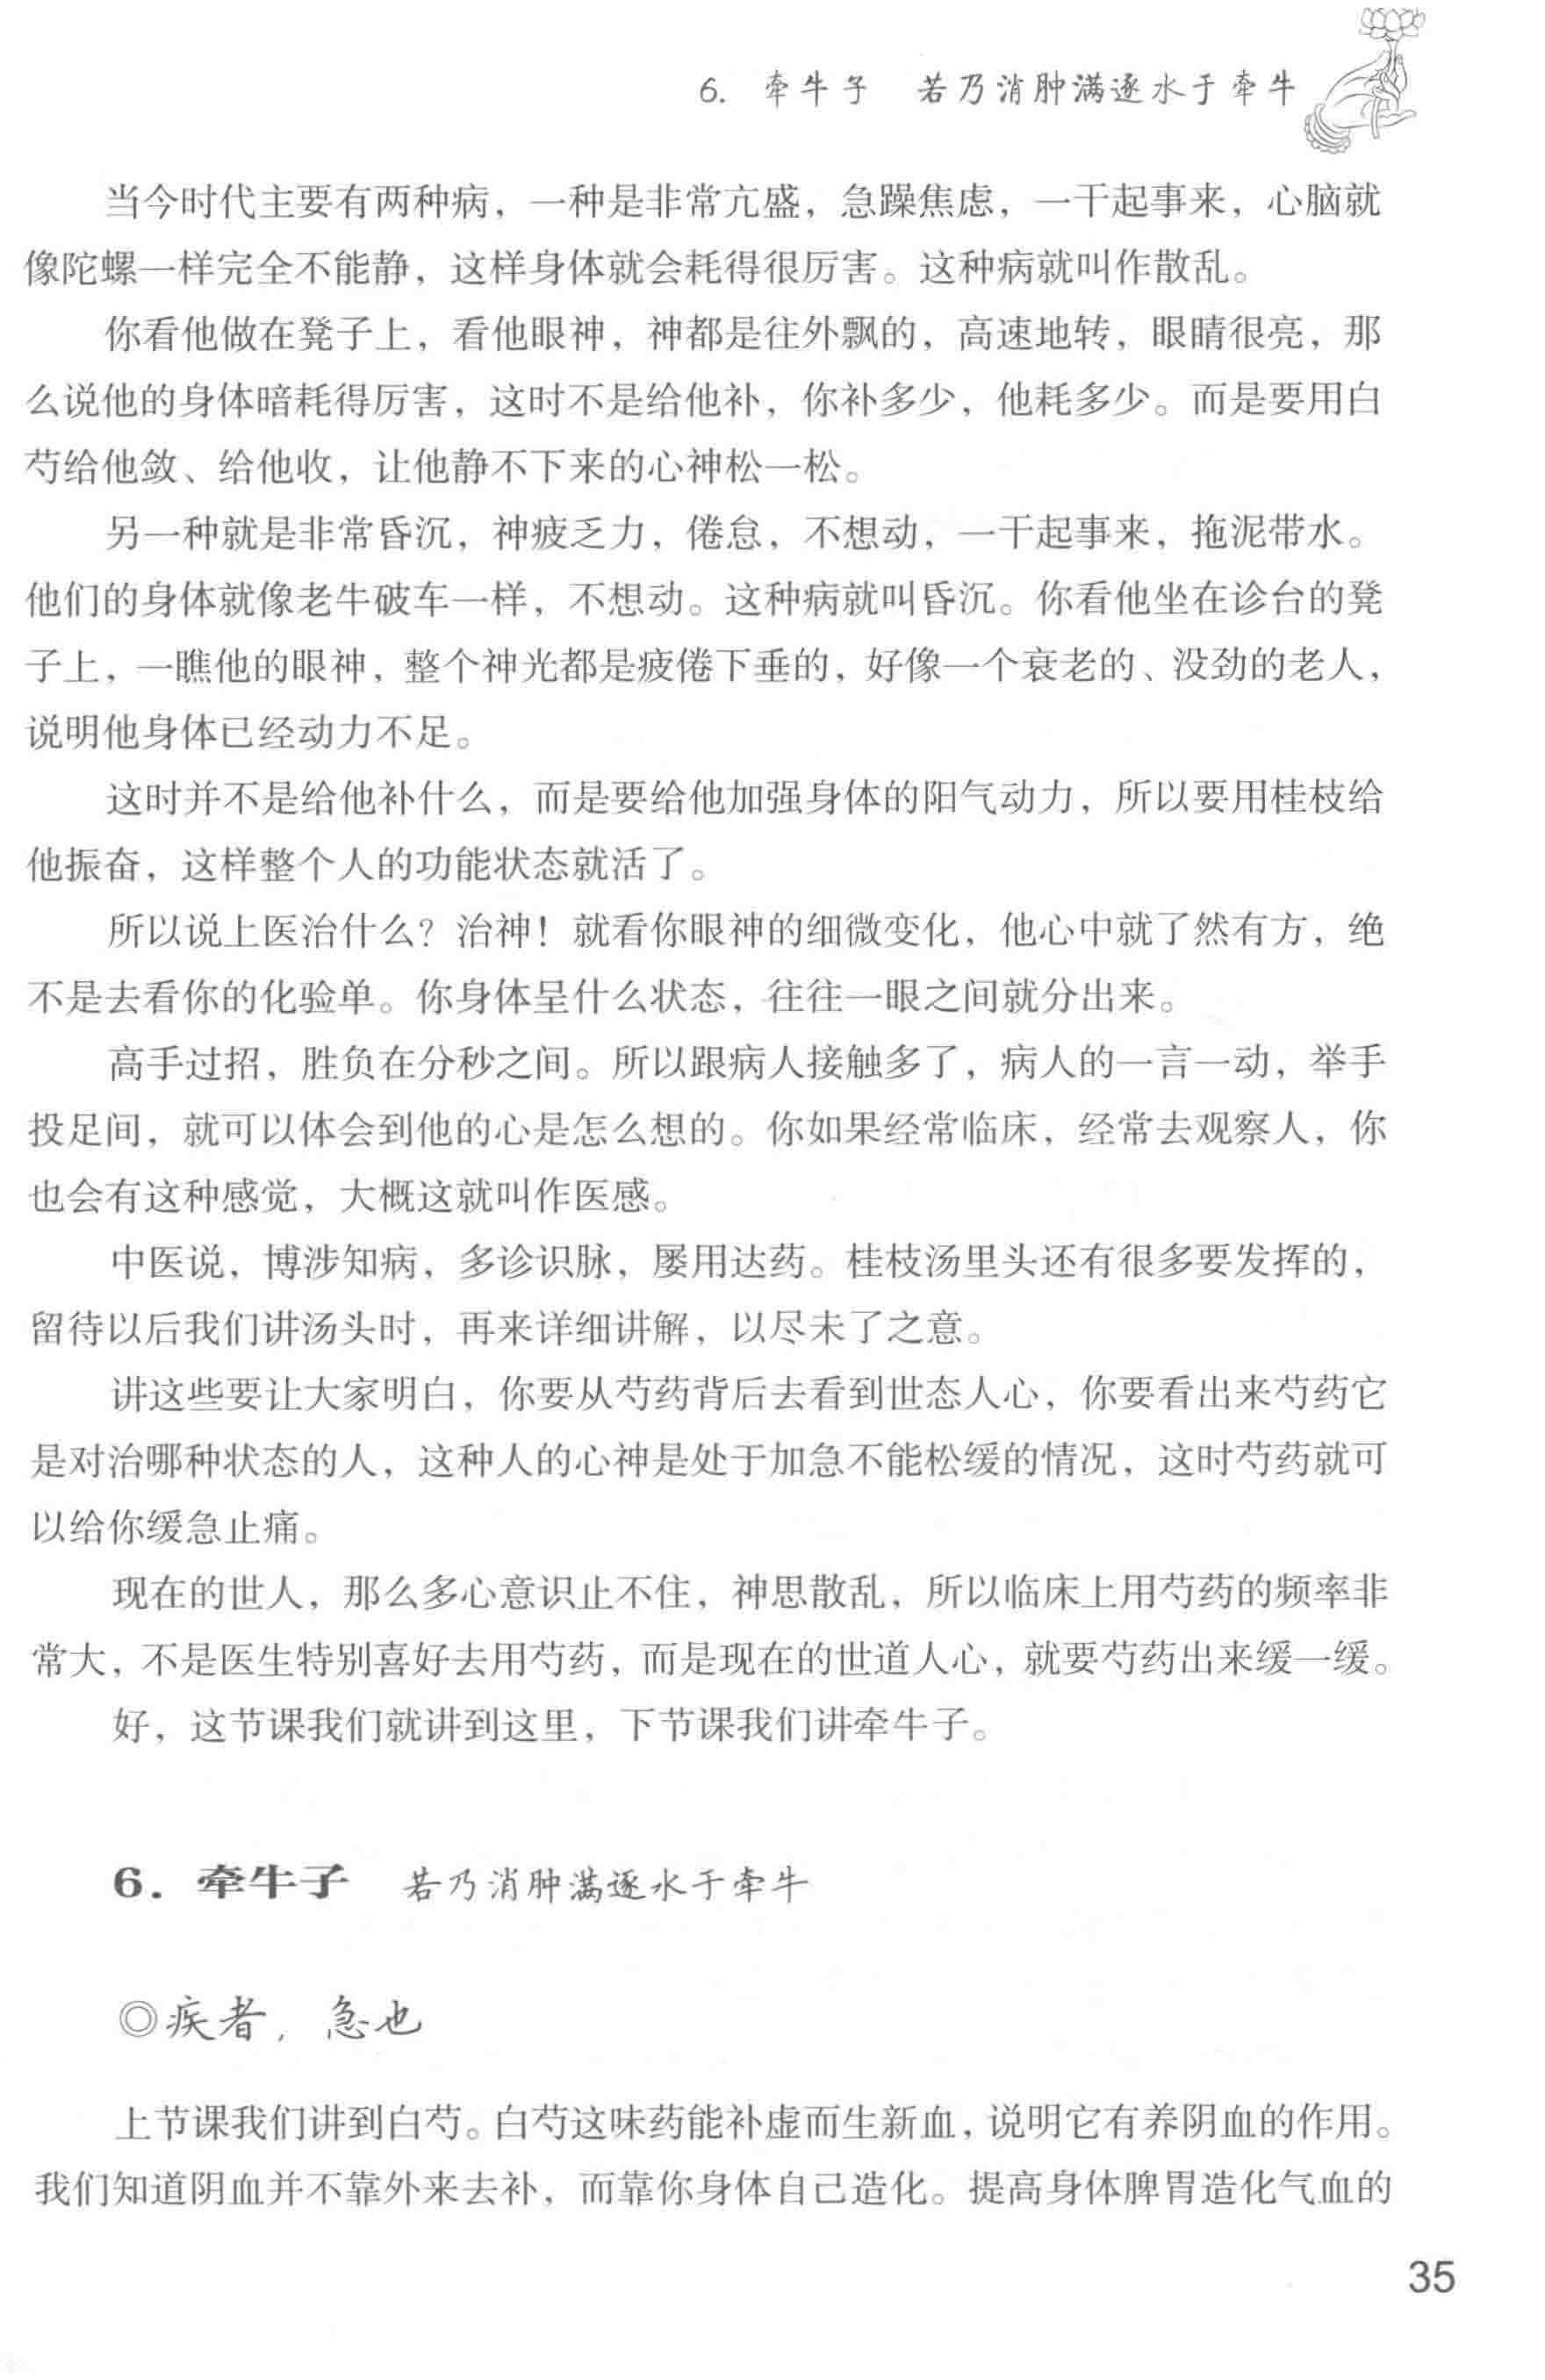 6. 牵牛子 若乃消肿满逐水于牵牛
当今时代主要有两种病，一种是非常亢盛，急躁焦虑，一干起事来，心脑就
像陀螺一样完全不能静，这样身体就会耗得很厉害。这种病就叫作散乱。
你看他做在凳子上，看他眼神，神都是往外飘的，高速地转，眼睛很亮，那
么说他的身体暗耗得厉害，这时不是给他补，你补多少，他耗多少。而是要用白
芍给他敛、给他收，让他静不下来的心神松一松。
另一种就是非常昏沉，神疲乏力，倦怠，不想动，一干起事来，拖泥带水。
他们的身体就像老牛破车一样，不想动。这种病就叫昏沉。你看他坐在诊台的凳
子上，一瞧他的眼神，整个神光都是疲倦下垂的，好像一个衰老的、没劲的老人，
说明他身体已经动力不足。
这时并不是给他补什么，而是要给他加强身体的阳气动力，所以要用桂枝给
他振奋，这样整个人的功能状态就活了。
所以说上医治什么？治神！就看你眼神的细微变化，他心中就了然有方，绝
不是去看你的化验单。你身体呈什么状态，往往一眼之间就分出来。
高手过招，胜负在分秒之间。所以跟病人接触多了，病人的一言一动，举手
投足间，就可以体会到他的心是怎么想的。你如果经常临床，经常去观察人，你
也会有这种感觉，大概这就叫作医感。
中医说，博涉知病，多诊识脉，屡用达药。桂枝汤里头还有很多要发挥的，
留待以后我们讲汤头时，再来详细讲解，以尽未了之意。
讲这些要让大家明白，你要从芍药背后去看到世态人心，你要看出来芍药它
是对治哪种状态的人，这种人的心神是处于加急不能松缓的情况，这时芍药就可
以给你缓急止痛。
现在的世人，那么多心意识止不住，神思散乱，所以临床上用芍药的频率非
常大，不是医生特别喜好去用芍药，而是现在的世道人心，就要芍药出来缓一缓。
好，这节课我们就讲到这里，下节课我们讲牵牛子。
6. 牵牛子 若乃消肿满逐水于牵牛
◎疾者，急也
上节课我们讲到白芍。白芍这味药能补虚而生新血，说明它有养阴血的作用。
我们知道阴血并不靠外来去补，而靠你身体自己造化。提高身体脾胃造化气血的
35